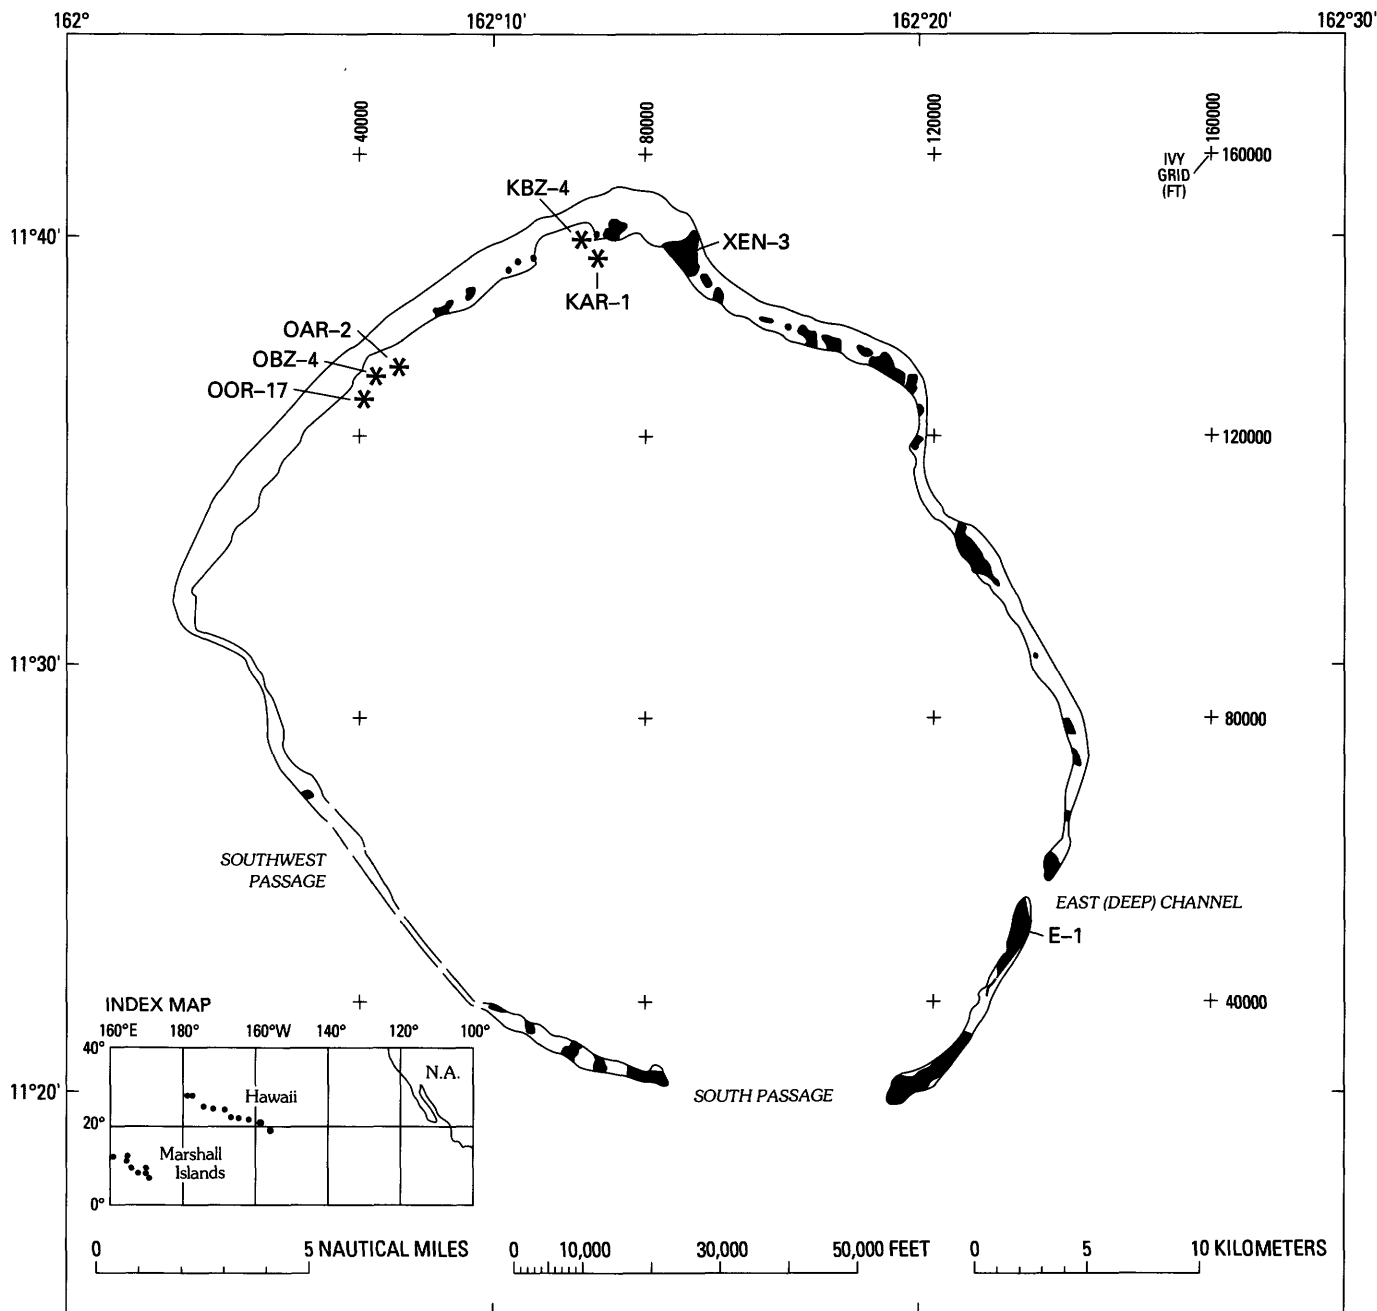 162°
162°10'
162°20'
162°30'
40000
80000
120000
160000
160000
IVY
GRID
(FT)
KBZ–4
11°40'
XEN–3
KAR–1
OAR–2
OBZ–4
OOR–17
120000
11°30'
80000
SOUTHWEST
PASSAGE
EAST (DEEP) CHANNEL
E–1
40000
INDEX MAP
160°E 180° 160°W 140° 120° 100°
40°
N.A.
Hawaii
20°
Marshall
Islands
0°
11°20'
SOUTH PASSAGE
0 5 NAUTICAL MILES
0 10,000 30,000 50,000 FEET
0 5 10 KILOMETERS